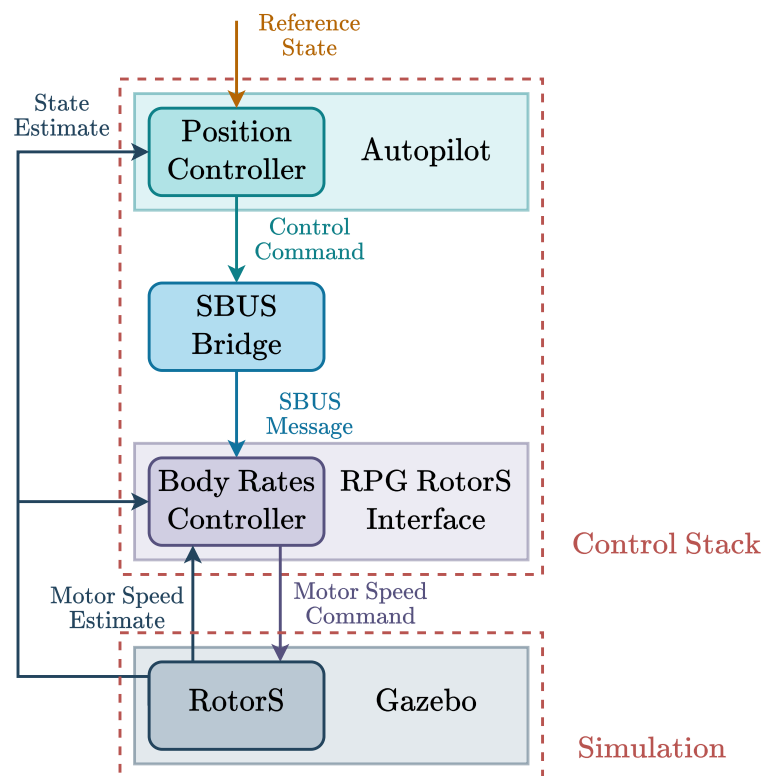 Reference
State
State
Estimate
Position
Controller
Autopilot
Control
Command
SBUS
Bridge
SBUS
Message
Body Rates
Controller
RPG RotorS
Interface
Control Stack
Motor Speed
Estimate
Motor Speed
Command
RotorS
Gazebo
Simulation